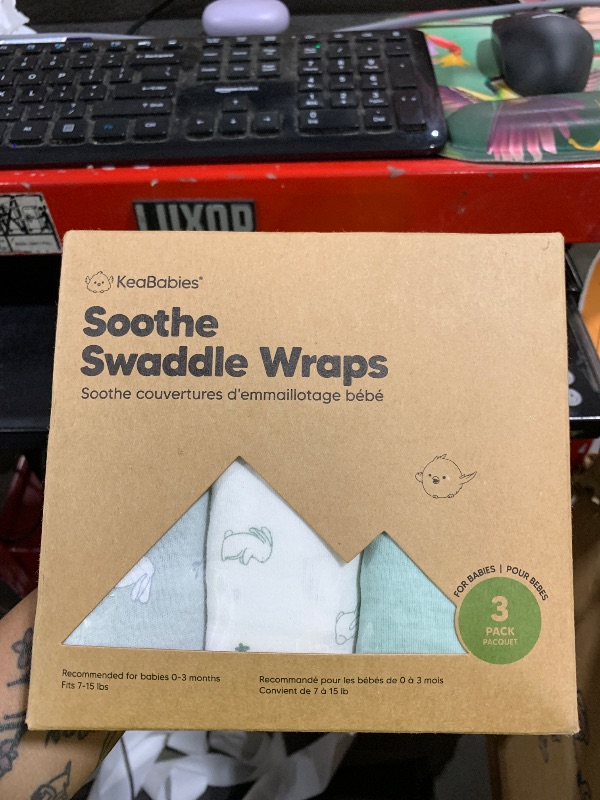 LUXOR
KeaBabies®
Soothe
Swaddle Wraps
Soothe couvertures d'emmaillotage bébé
FOR BABIES | POUR BEBES
3
PACK
PACQUET
Recommended for babies 0-3 months
Fits 7-15 lbs
Recommandé pour les bébés de 0 à 3 mois
Convient de 7 à 15 lb